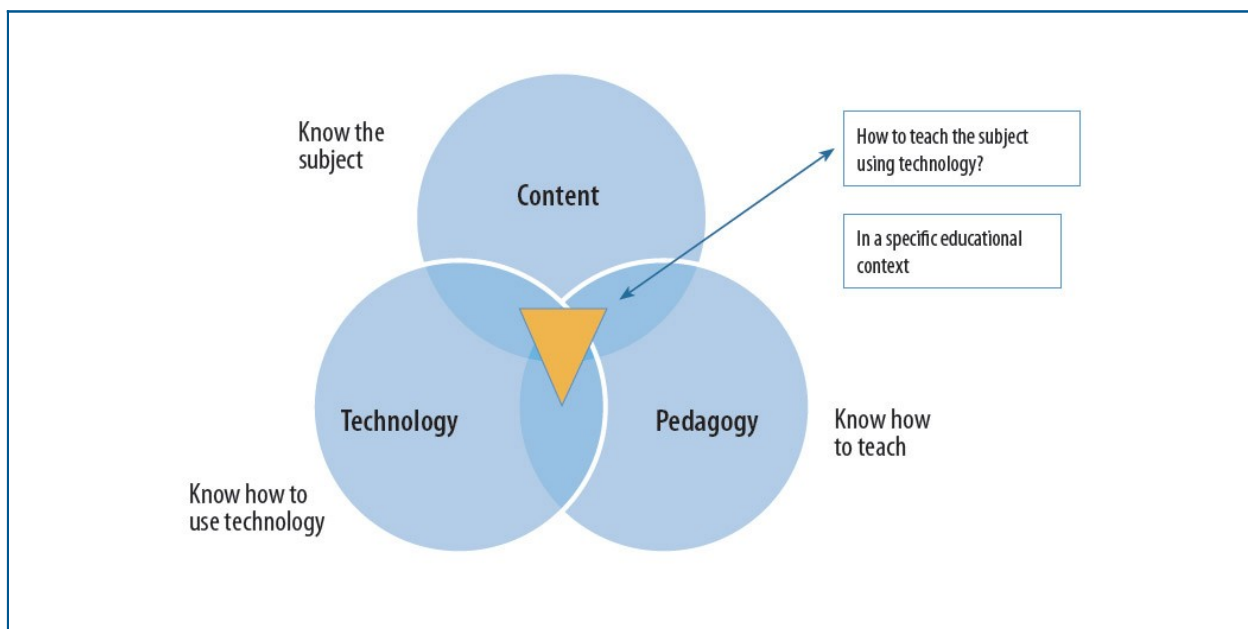 Know the
subject
Content
How to teach the subject
using technology?
In a specific educational
context
Technology
Pedagogy
Know how
to teach
Know how to
use technology